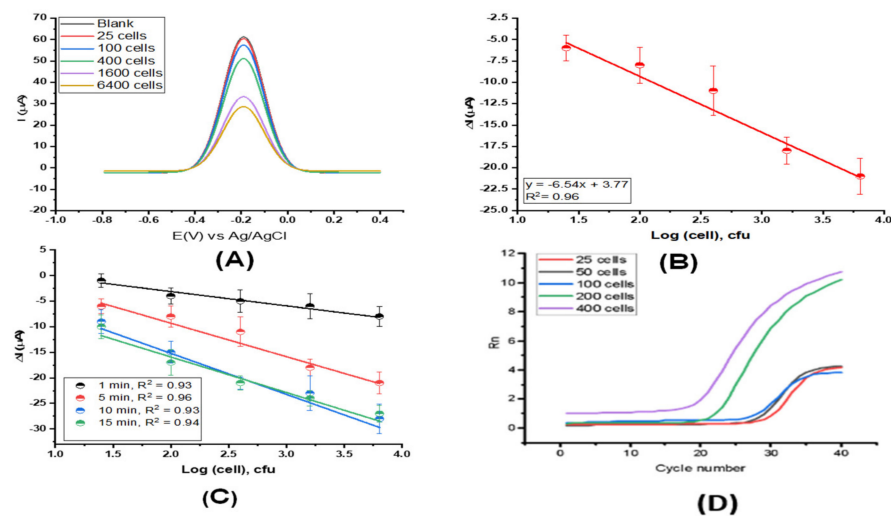 70
60
50
40
30
20
10
0
-10
-20
I (µA)
Blank
25 cells
100 cells
400 cells
1600 cells
6400 cells
-1.0 -0.8 -0.6 -0.4 -0.2 0.0 0.2 0.4
E(V) vs Ag/AgCl
(A)
-2.5
-5.0
-7.5
-10.0
-12.5
-15.0
-17.5
-20.0
-22.5
-25.0
ΔI (µA)
y = -6.54x + 3.77
R²= 0.96
1.0 1.5 2.0 2.5 3.0 3.5 4.0
Log (cell), cfu
(B)
5
0
-5
-10
-15
-20
-25
-30
ΔI (µA)
1 min, R² = 0.93
5 min, R² = 0.96
10 min, R² = 0.93
15 min, R² = 0.94
1.0 1.5 2.0 2.5 3.0 3.5 4.0
Log (cell), cfu
(C)
12
10
8
6
4
2
0
Rn
25 cells
50 cells
100 cells
200 cells
400 cells
0 10 20 30 40
Cycle number
(D)